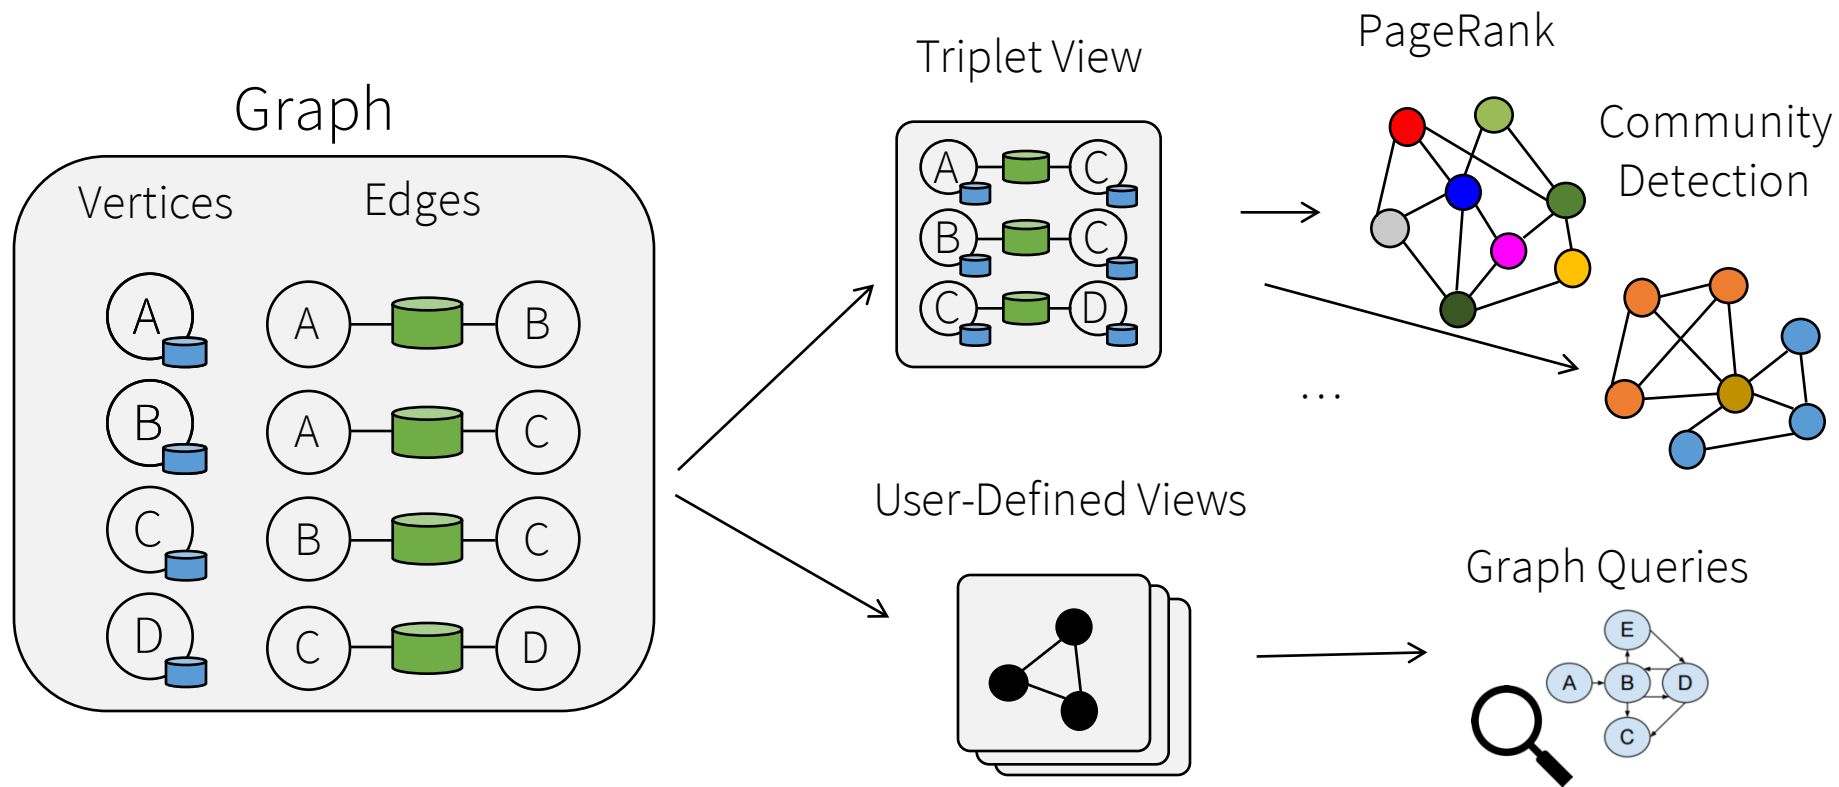 Graph
Vertices Edges
A
B
C
D
A B
A C
B C
C D
Triplet View
A C
B C
C D
User-Defined Views
PageRank
Community
Detection
...
Graph Queries
E
A B D
C